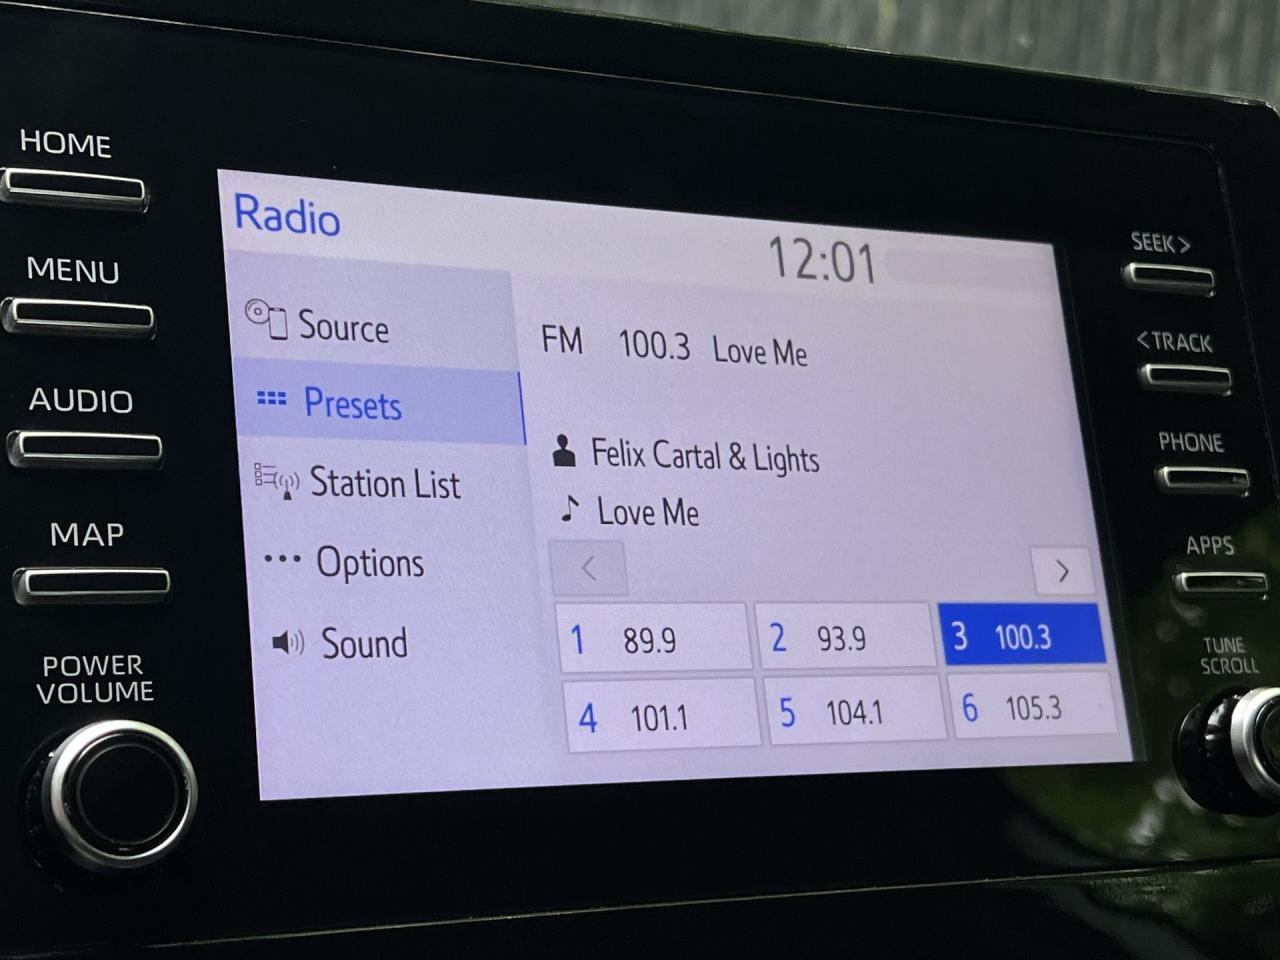 HOME
MENU
AUDIO
MAP
POWER
VOLUME
Radio
12:01
Source
Presets
Station List
Options
Sound
FM 100.3 Love Me
Felix Cartal & Lights
Love Me
< >
1 89.9 2 93.9 3 100.3
4 101.1 5 104.1 6 105.3
SEEK>
<TRACK
PHONE
APPS
TUNE
SCROLL